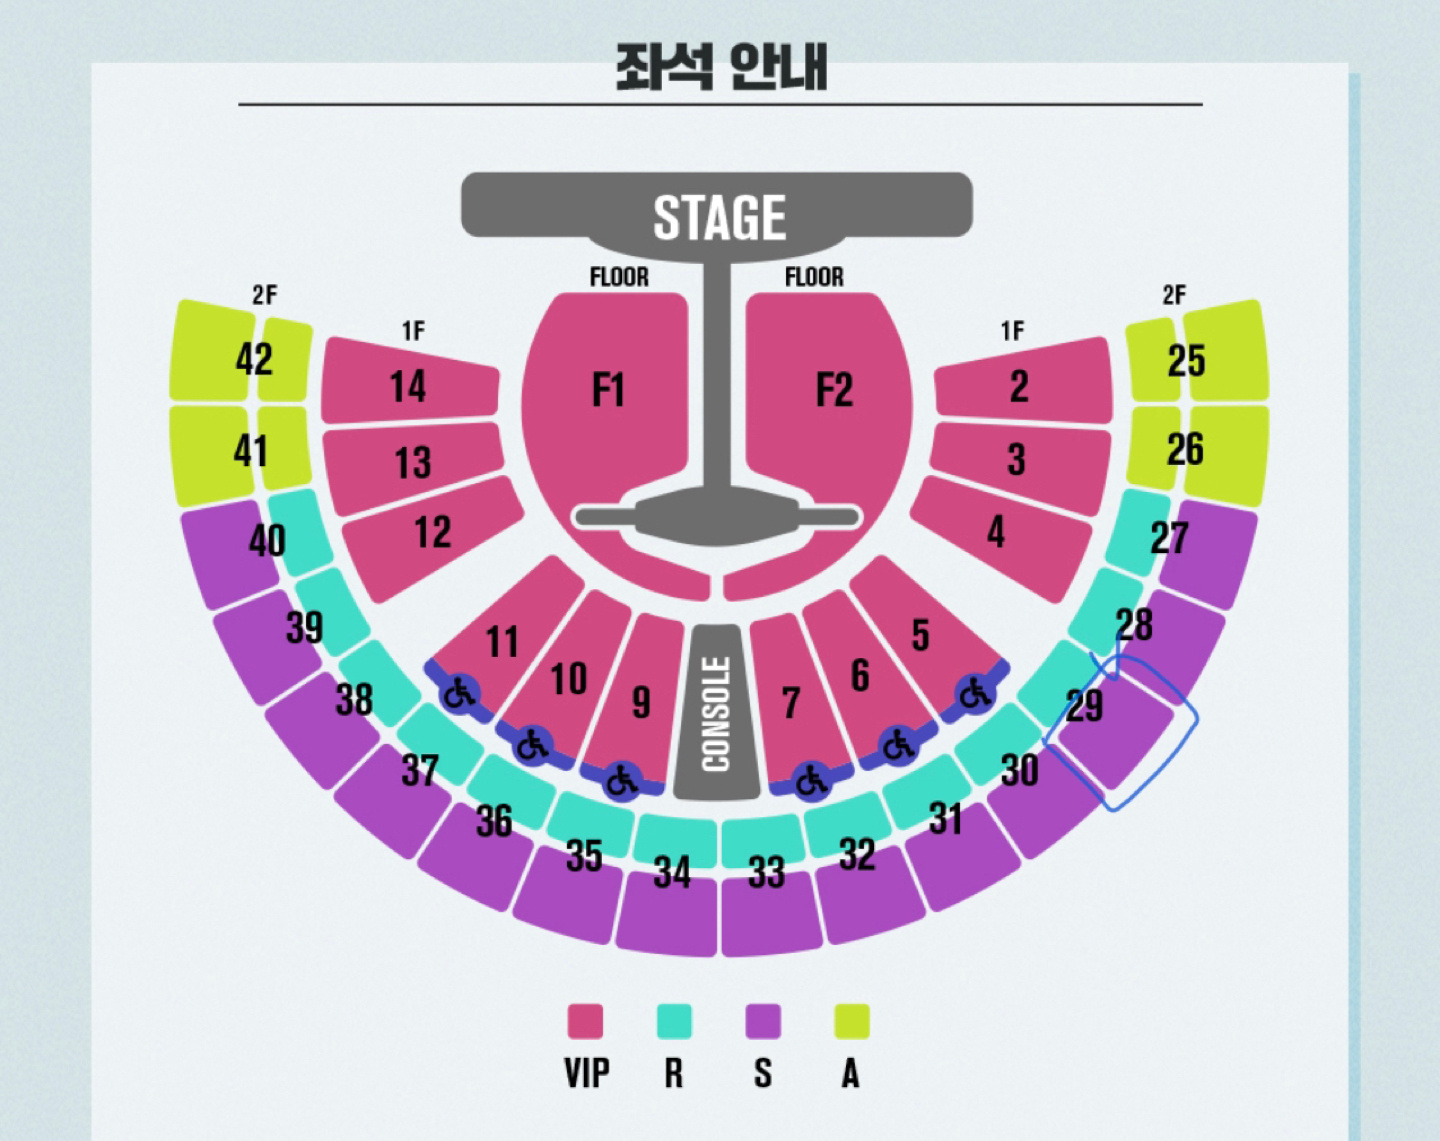 좌석 안내
STAGE
FLOOR FLOOR
2F 2F
1F 1F
42 14 F1 F2 2 25
41 13 3 26
40 12 4 27
39 11 5 28
38 10 9 CONSOLE 7 6 29
37 30
36 31
35 32
34 33
VIP R S A